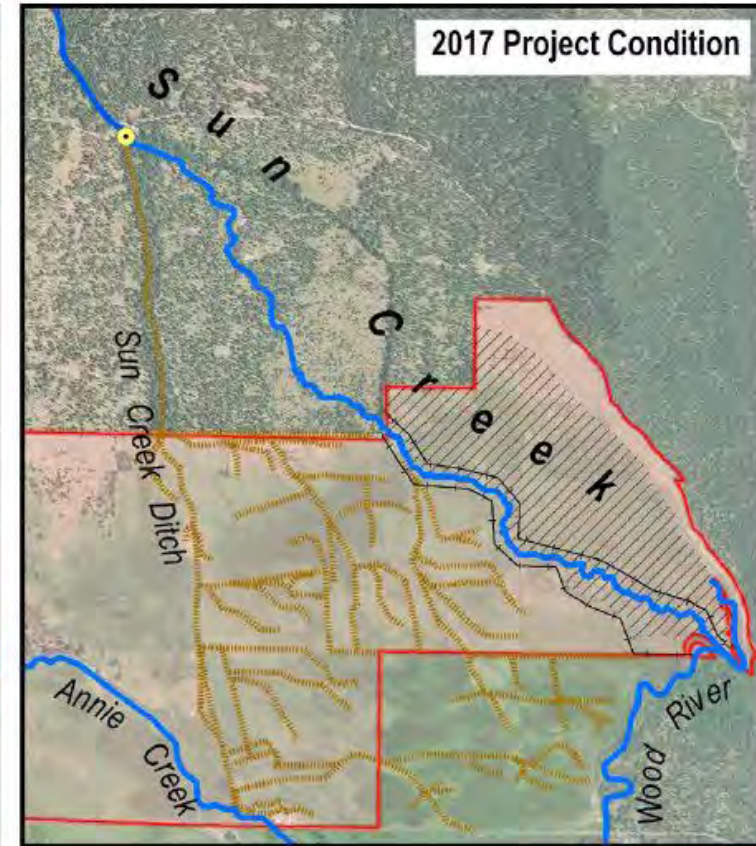 2017 Project Condition
Sun
Creek
Sun Creek Ditch
Annie Creek
Wood River